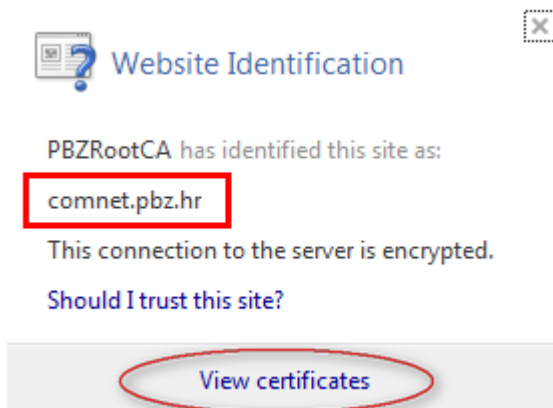 Website Identification
PBZRootCA has identified this site as:
comnet.pbz.hr
This connection to the server is encrypted.
Should I trust this site?
View certificates